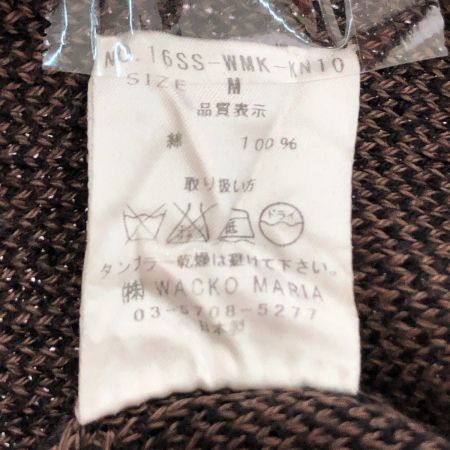 NO. 16SS-WMK-KN10
SIZE M
品質表示
綿 100%
取り扱い方
ドライ
タンブラー乾燥は避けて下さい。
㈱ WACKO MARIA
03-5708-5277
日本製